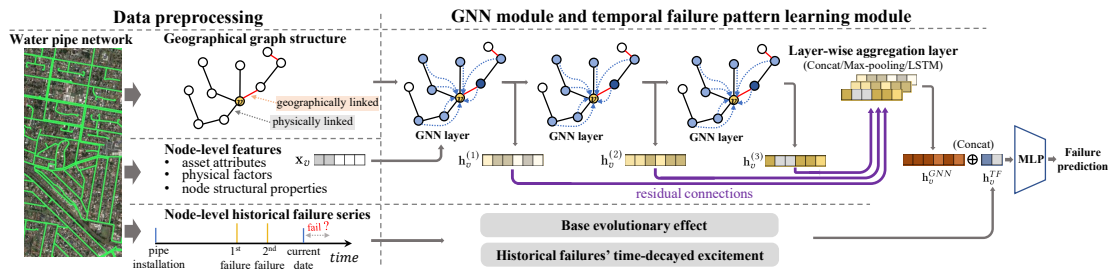 Data preprocessing
GNN module and temporal failure pattern learning module
Water pipe network
Geographical graph structure
v
geographically linked
physically linked
Node-level features
• asset attributes
• physical factors
• node structural properties
x_v
Node-level historical failure series
fail ?
pipe
installation
1st
failure
2nd
failure
current
date
time
v
GNN layer
v
GNN layer
v
GNN layer
h_v^(1)
h_v^(2)
h_v^(3)
residual connections
Layer-wise aggregation layer
(Concat/Max-pooling/LSTM)
(Concat)
⊕
h_v^GNN
h_v^TF
MLP
Failure
prediction
Base evolutionary effect
Historical failures' time-decayed excitement